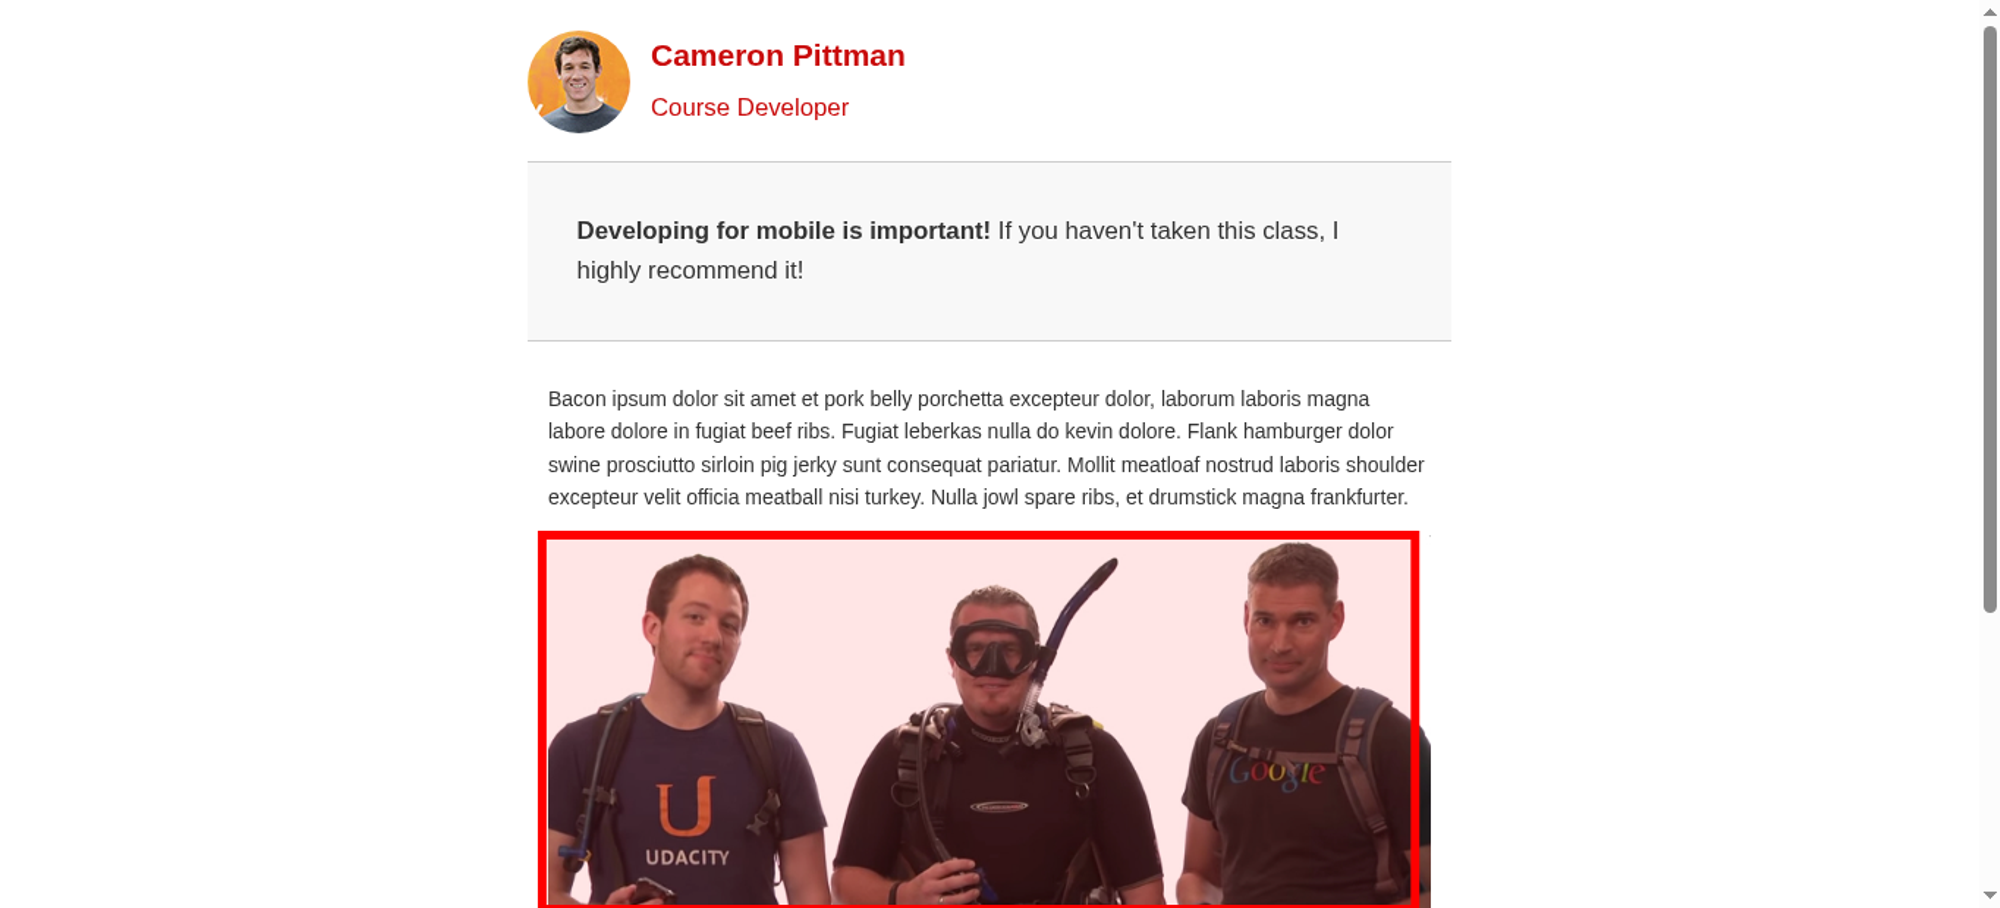 Cameron Pittman
Course Developer
Developing for mobile is important! If you haven't taken this class, I
highly recommend it!
Bacon ipsum dolor sit amet et pork belly porchetta excepteur dolor, laborum laboris magna
labore dolore in fugiat beef ribs. Fugiat leberkas nulla do kevin dolore. Flank hamburger dolor
swine prosciutto sirloin pig jerky sunt consequat pariatur. Mollit meatloaf nostrud laboris shoulder
excepteur velit officia meatball nisi turkey. Nulla jowl spare ribs, et drumstick magna frankfurter.
Google
U
UDACITY